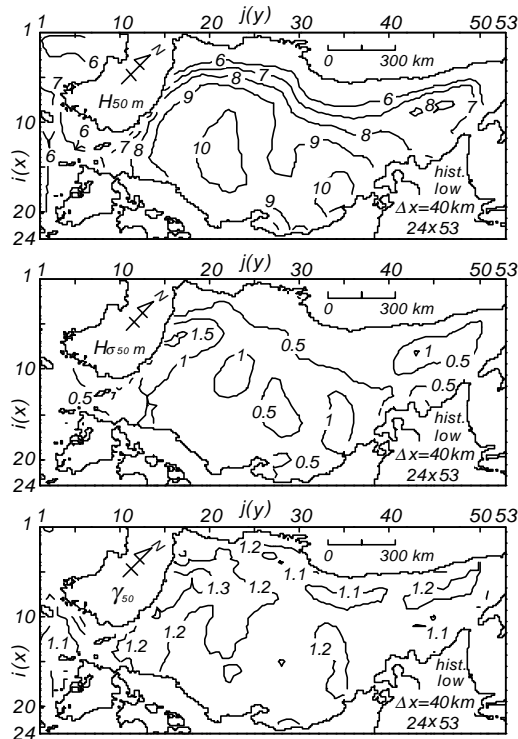 j(y)
1 10 20 30 40 50 53
1
10
20
24
i(x)
N
H50 m
0 300 km
6 6 7 8 6 7
7 9 6 8
6 7 9 8 7
6 8 10 10 9
hist.
low
Δx=40km
24x53
j(y)
1 10 20 30 40 50 53
1
10
20
24
i(x)
N
Hσ50 m
0 300 km
1.5 0.5 1
1 1 0.5
0.5 1 0.5 1 0.5
0.5
hist.
low
Δx=40km
24x53
j(y)
1 10 20 30 40 50 53
1
10
20
24
i(x)
N
γ50
0 300 km
1.2 1.2 1.1
1.3 1.2 1.1 1.2
1.1 1.2 1.2 1.2 1.1
hist.
low
Δx=40km
24x53